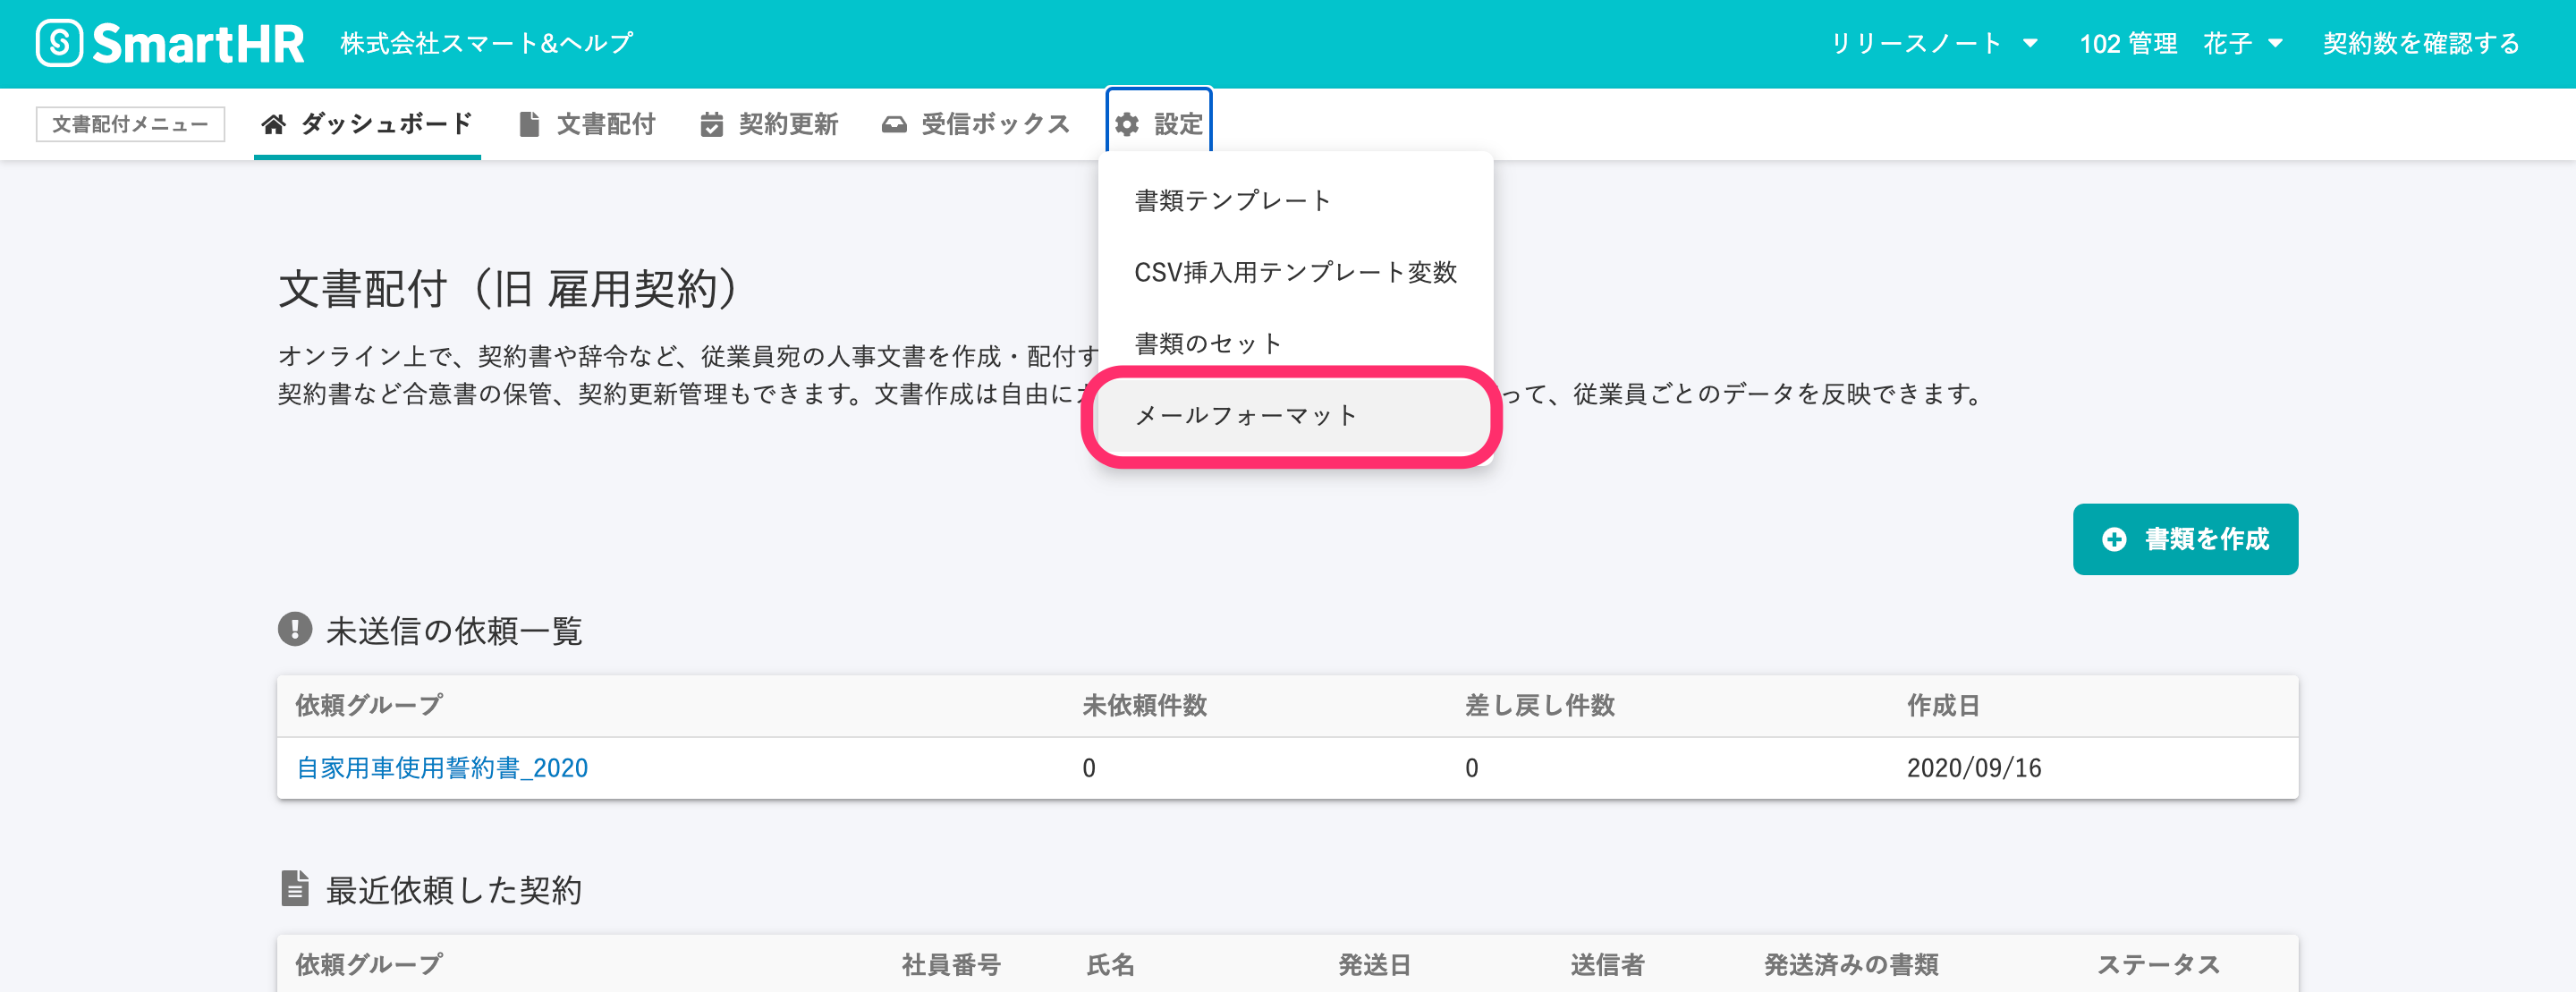 SmartHR 株式会社スマート&ヘルプ リリースノート 102 管理 花子 契約数を確認する
文書配付メニュー ダッシュボード 文書配付 契約更新 受信ボックス 設定
書類テンプレート
CSV挿入用テンプレート変数
書類のセット
メールフォーマット
文書配付（旧 雇用契約）
オンライン上で、契約書や辞令など、従業員宛の人事文書を作成・配付す
契約書など合意書の保管、契約更新管理もできます。文書作成は自由に って、従業員ごとのデータを反映できます。
書類を作成
未送信の依頼一覧
依頼グループ 未依頼件数 差し戻し件数 作成日
自家用車使用誓約書_2020 0 0 2020/09/16
最近依頼した契約
依頼グループ 社員番号 氏名 発送日 送信者 発送済みの書類 ステータス